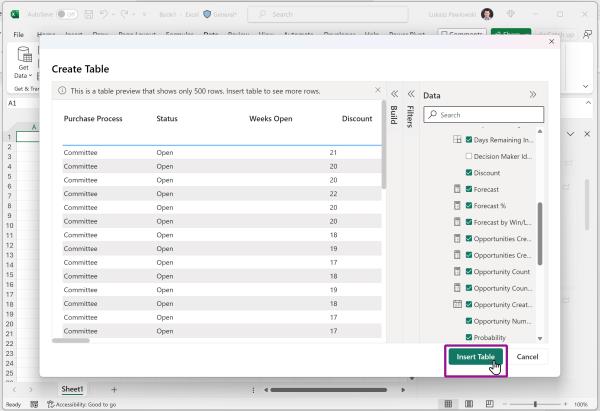 AutoSave Off
Book1 - Excel
General*
Search
Lukasz Pawlowski
File
Home
Insert
Draw
Page Layout
Formulas
Data
Review
View
Automate
Developer
Help
Power Pivot
Comments
Share
Get
Data
Get & Tran
A1
A
1
2
3
4
5
6
7
8
9
10
11
12
13
14
15
16
17
18
19
20
21
22
23
24
25
Create Table
This is a table preview that shows only 500 rows. Insert table to see more rows.
Purchase Process Status Weeks Open Discount
Committee Open 21
Committee Open 20
Committee Open 20
Committee Open 22
Committee Open 20
Committee Open 20
Committee Open 18
Committee Open 19
Committee Open 17
Committee Open 18
Committee Open 19
Committee Open 18
Committee Open 17
Committee Open 17
Build
Filters
Data
Search
Days Remaining In...
Decision Maker Id...
Discount
Forecast
Forecast %
Forecast by Win/L...
Opportunities Cre...
Opportunities Cre...
Opportunity Count
Opportunity Coun...
Opportunity Creat...
Opportunity Num...
Probability
Insert Table
Cancel
Sheet1
Ready
Accessibility: Good to go
100%